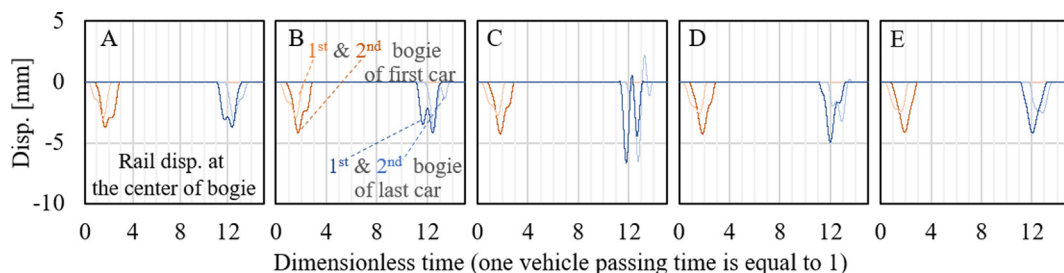 5
0
-5
-10
Disp. [mm]
A
Rail disp. at
the center of bogie
B
1st & 2nd bogie
of first car
1st & 2nd bogie
of last car
C
D
E
0 4 8 12
0 4 8 12
0 4 8 12
0 4 8 12
0 4 8 12
Dimensionless time (one vehicle passing time is equal to 1)